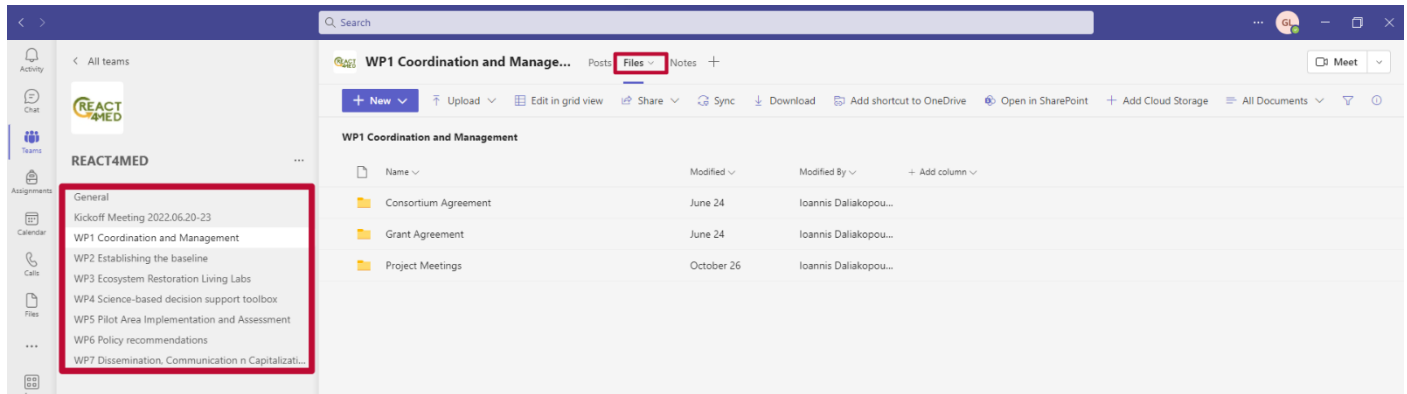 Search
GL
Activity
Chat
Teams
Assignments
Calendar
Calls
Files
All teams
REACT
4MED
REACT4MED
General
Kickoff Meeting 2022.06.20-23
WP1 Coordination and Management
WP2 Establishing the baseline
WP3 Ecosystem Restoration Living Labs
WP4 Science-based decision support toolbox
WP5 Pilot Area Implementation and Assessment
WP6 Policy recommendations
WP7 Dissemination, Communication n Capitalizati...
REACT
MED
WP1 Coordination and Manage... Posts Files Notes
Meet
New Upload Edit in grid view Share Sync Download Add shortcut to OneDrive Open in SharePoint Add Cloud Storage All Documents
WP1 Coordination and Management
Name Modified Modified By Add column
Consortium Agreement June 24 Ioannis Daliakopou...
Grant Agreement June 24 Ioannis Daliakopou...
Project Meetings October 26 Ioannis Daliakopou...